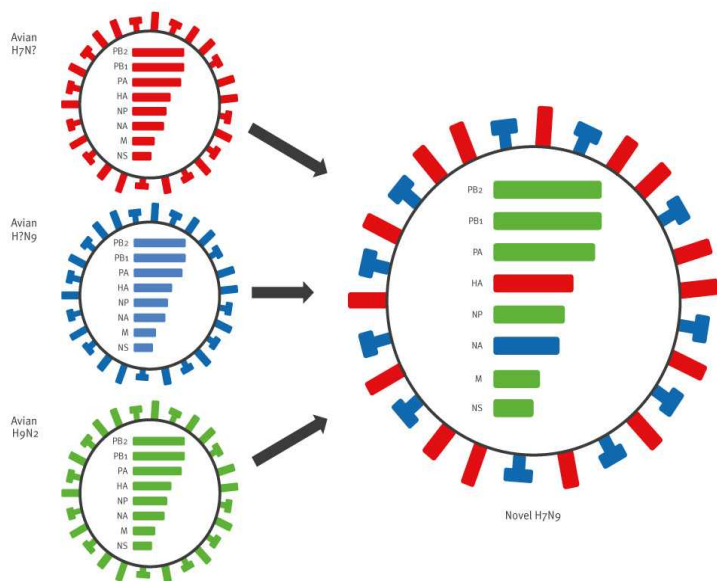 Avian
H7N?
PB2
PB1
PA
HA
NP
NA
M
NS
Avian
H?N9
PB2
PB1
PA
HA
NP
NA
M
NS
Avian
H9N2
PB2
PB1
PA
HA
NP
NA
M
NS
PB2
PB1
PA
HA
NP
NA
M
NS
Novel H7N9